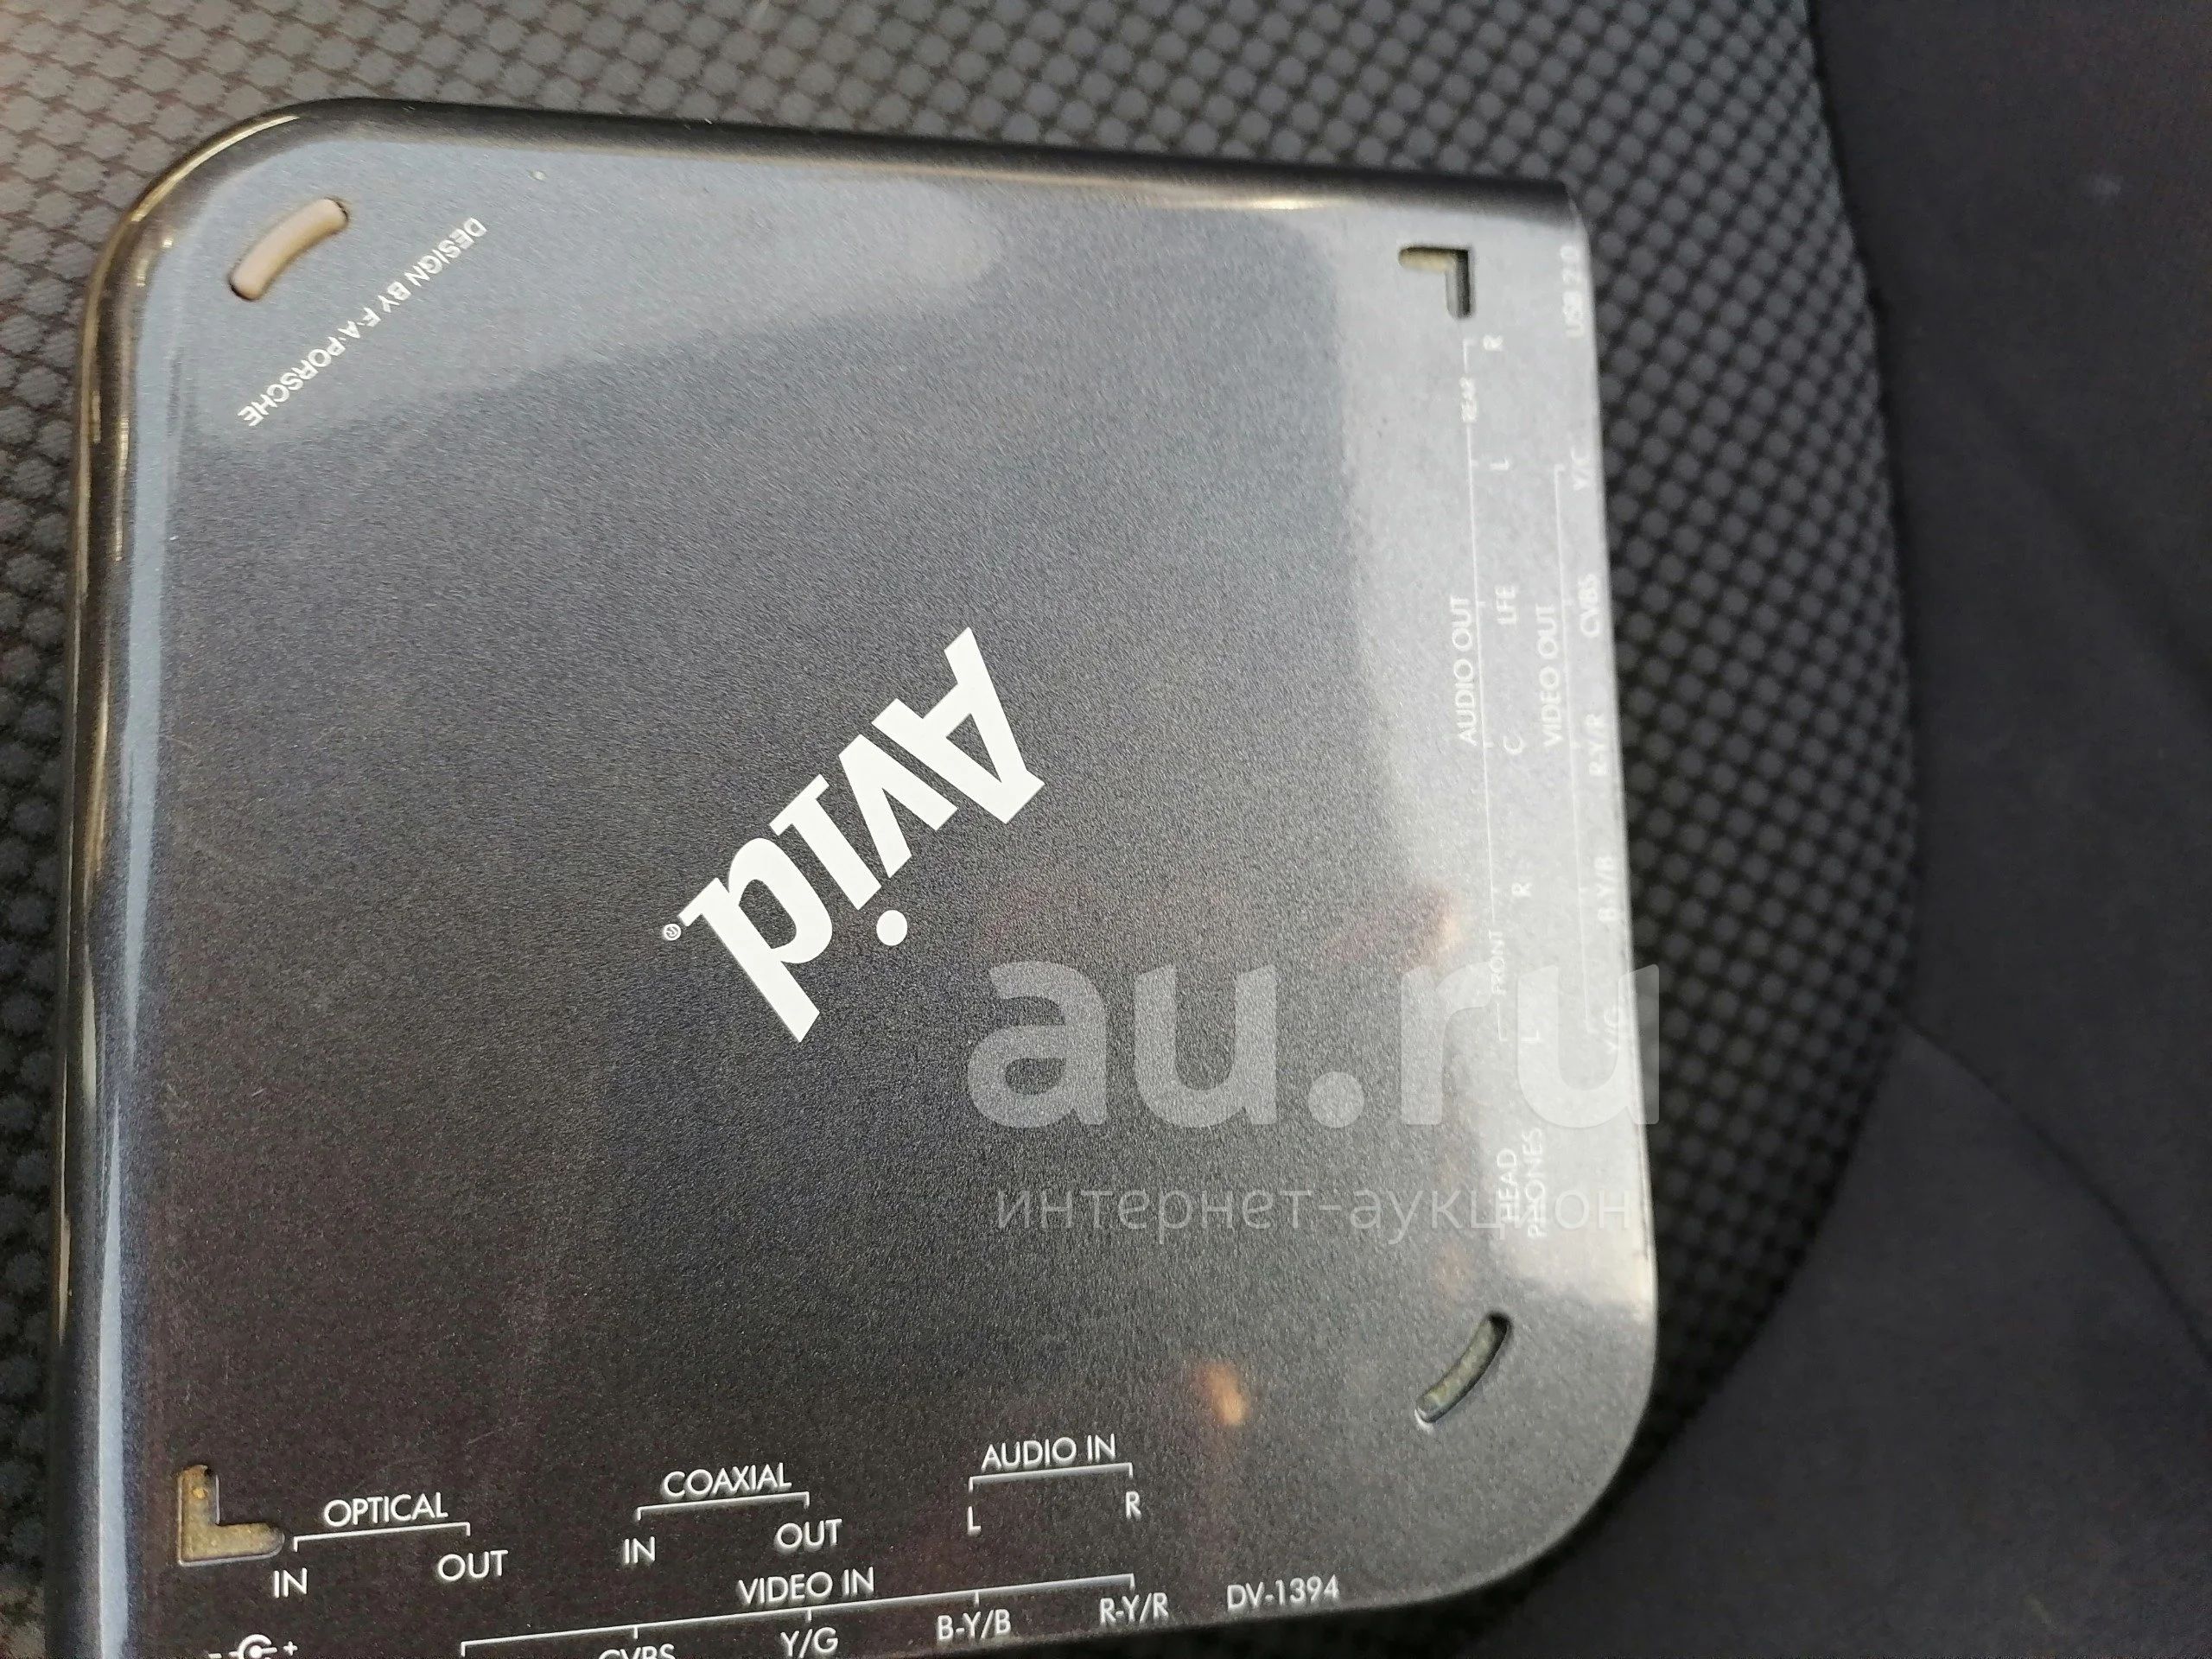 DESIGN BY F·A·PORSCHE
USB 2.0
REAR
R
L
Y/C
AUDIO OUT
LFE
C
VIDEO OUT
CVBS
R-Y/R
B-Y/B
Y/G
FRONT
R
L
HEAD
PHONES
Avid®
au.ru
интернет-аукцион
OPTICAL
IN
OUT
COAXIAL
IN
OUT
AUDIO IN
L
R
VIDEO IN
CVBS
Y/G
B-Y/B
R-Y/R
DV-1394
- +